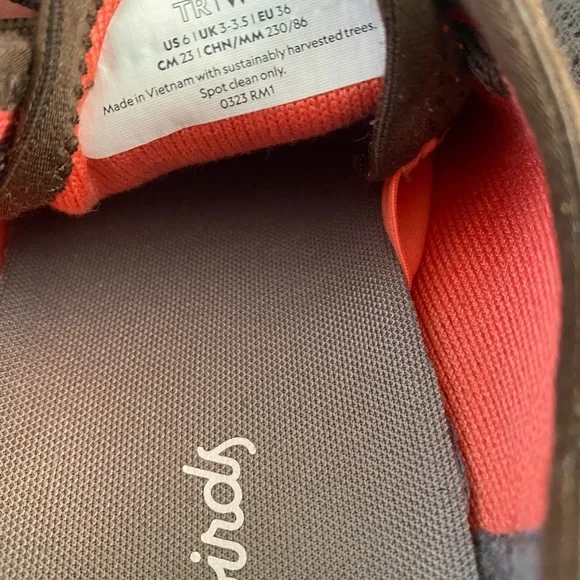 US 6 | UK 3-3.5 | EU 36
CM 23 | CHN/MM 230/86
Made in Vietnam with sustainably harvested trees.
Spot clean only.
0323 RM1
irds